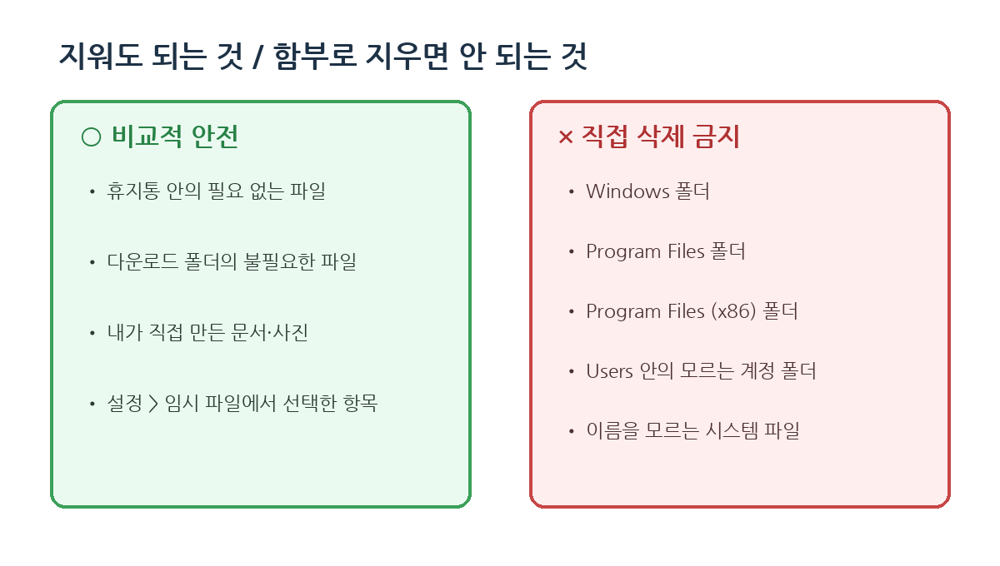 지워도 되는 것 / 함부로 지우면 안 되는 것
○ 비교적 안전
• 휴지통 안의 필요 없는 파일
• 다운로드 폴더의 불필요한 파일
• 내가 직접 만든 문서·사진
• 설정 > 임시 파일에서 선택한 항목
× 직접 삭제 금지
• Windows 폴더
• Program Files 폴더
• Program Files (x86) 폴더
• Users 안의 모르는 계정 폴더
• 이름을 모르는 시스템 파일